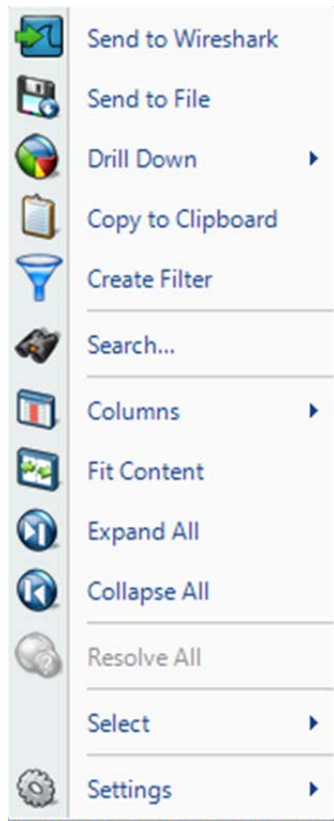 Send to Wireshark
Send to File
Drill Down
Copy to Clipboard
Create Filter
Search...
Columns
Fit Content
Expand All
Collapse All
Resolve All
Select
Settings